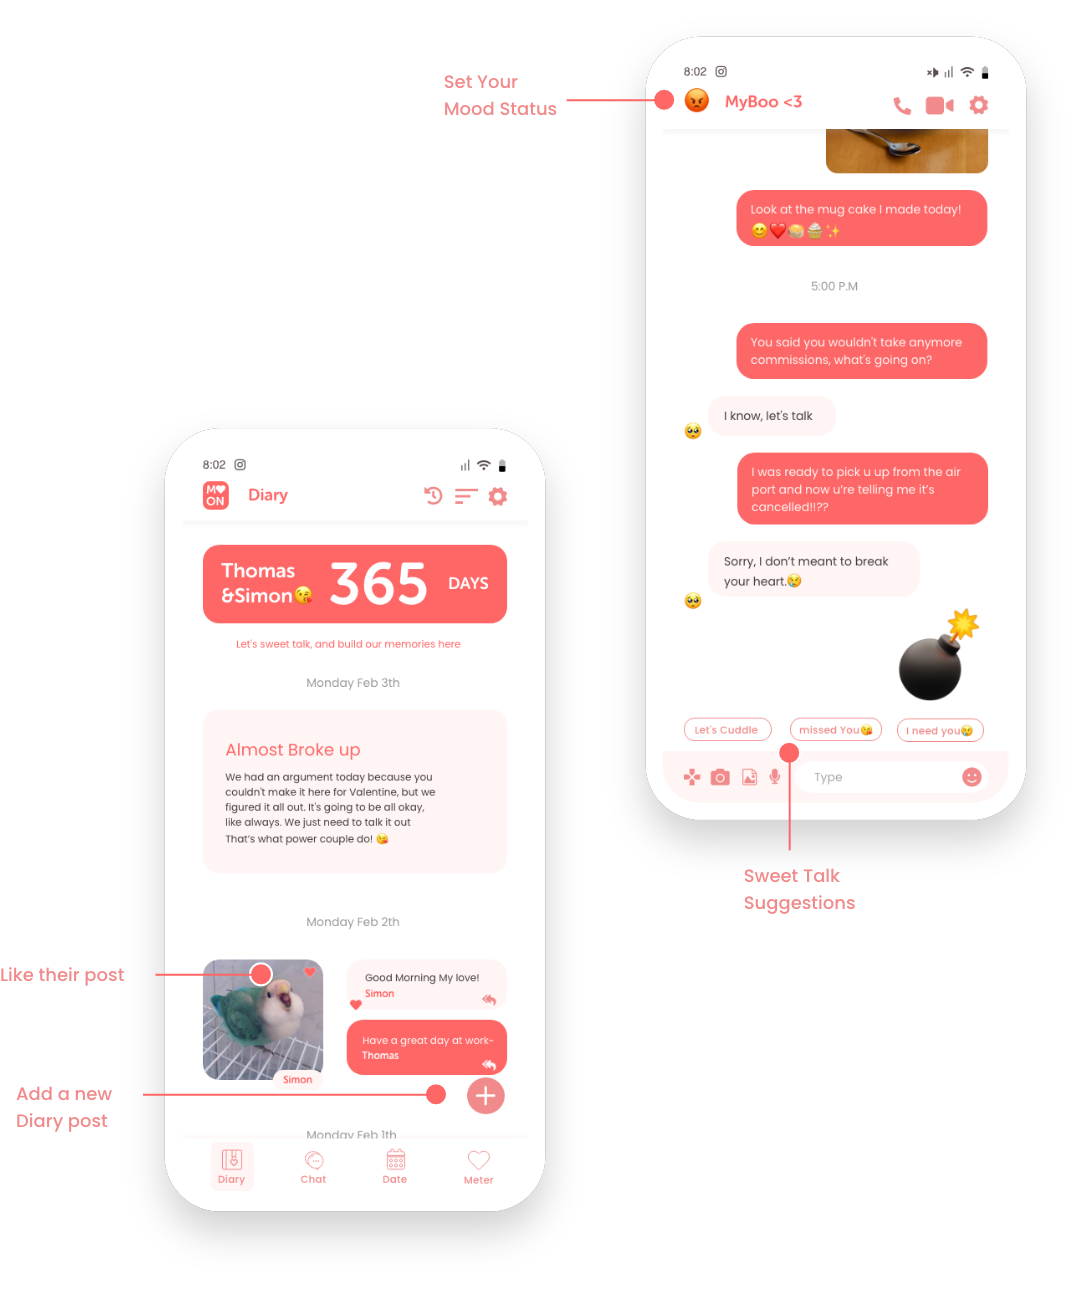 Set Your
Mood Status
8:02
MyBoo <3
Look at the mug cake I made today!
5:00 P.M
You said you wouldn't take anymore
commissions, what's going on?
I know, let's talk
I was ready to pick u up from the air
port and now u're telling me it's
cancelled!!??
Sorry, I don't meant to break
your heart.😢
Let's Cuddle
missed You😘
I need you😢
Type
Sweet Talk
Suggestions
8:02
M❤
ON
Diary
Thomas
&Simon😘
365
DAYS
Let's sweet talk, and build our memories here
Monday Feb 3th
Almost Broke up
We had an argument today because you
couldn't make it here for Valentine, but we
figured it all out. It's going to be all okay,
like always. We just need to talk it out
That's what power couple do! 😘
Monday Feb 2th
Like their post
Good Morning My love!
Simon
Have a great day at work~
Thomas
Simon
Add a new
Diary post
Monday Feb 1th
Diary
Chat
Date
Meter